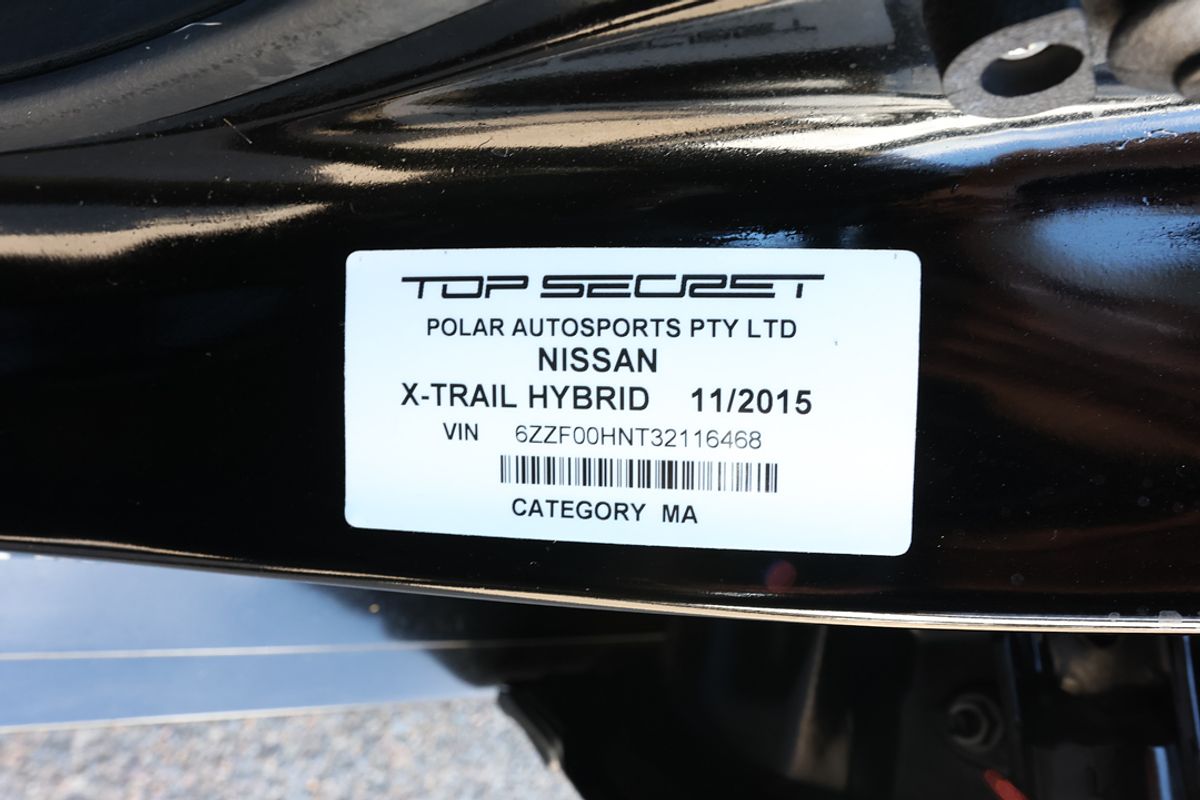 TOP SECRET
POLAR AUTOSPORTS PTY LTD
NISSAN
X-TRAIL HYBRID 11/2015
VIN 6ZZF00HNT32116468
CATEGORY MA